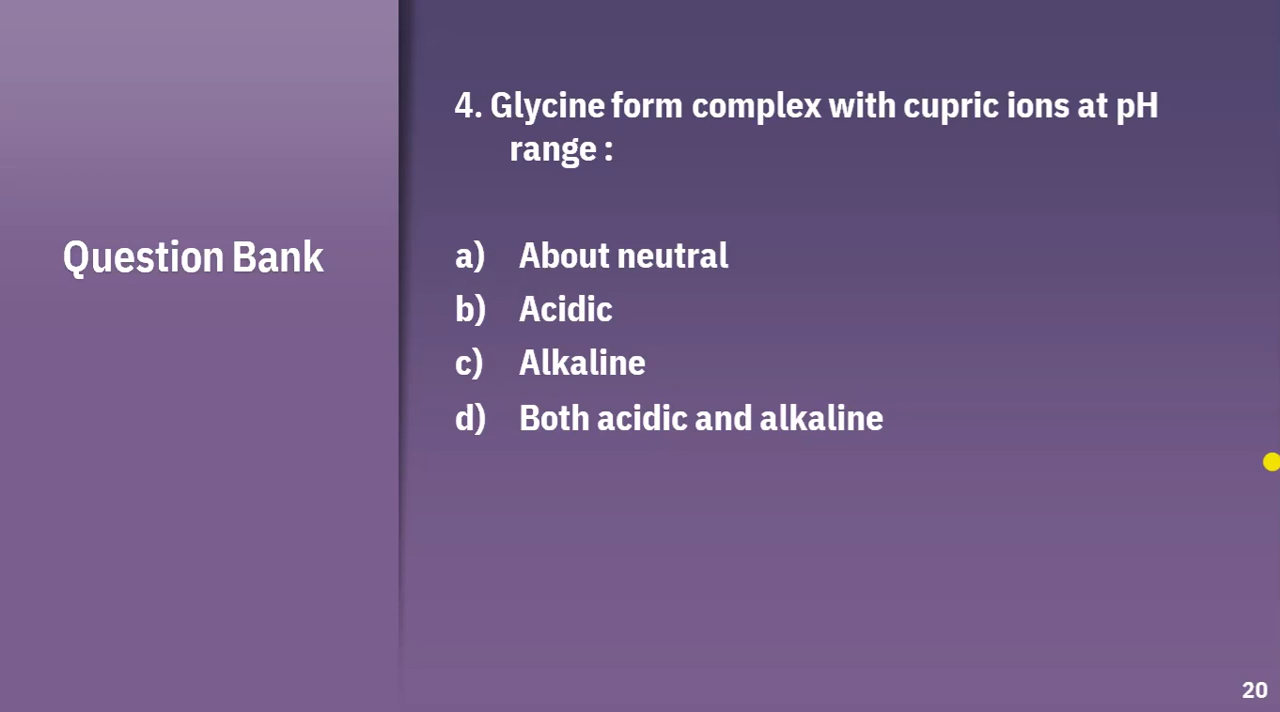 Question Bank
4. Glycine form complex with cupric ions at pH
range :
a) About neutral
b) Acidic
c) Alkaline
d) Both acidic and alkaline
20